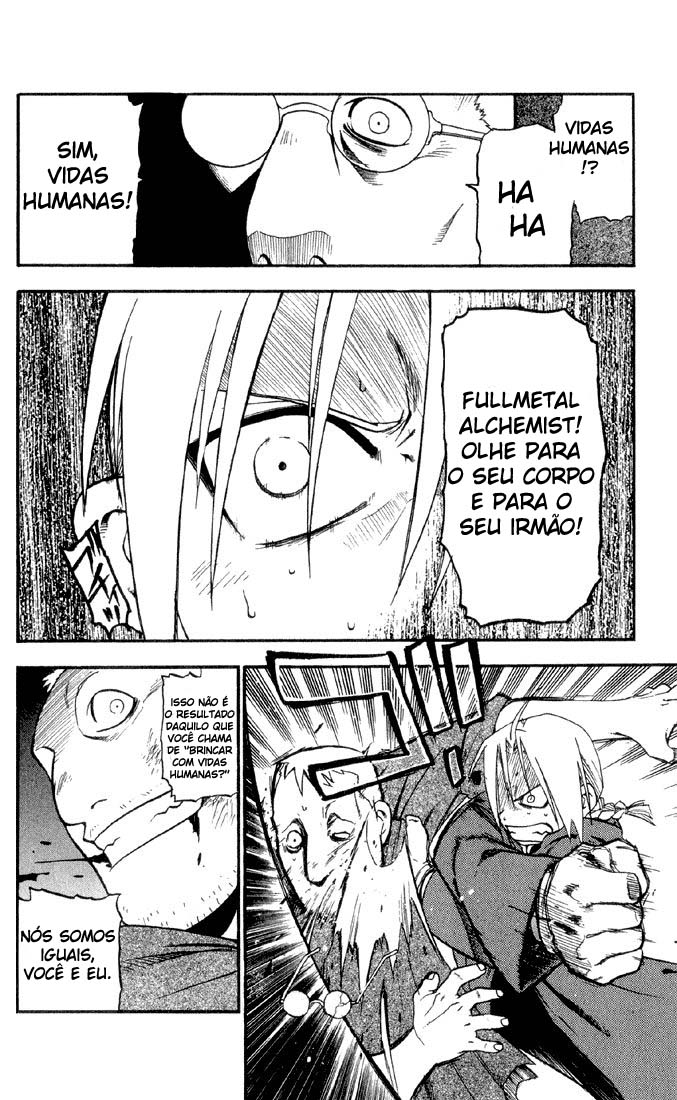 VIDAS
HUMANAS
!?
HA
HA
SIM,
VIDAS
HUMANAS!
FULLMETAL
ALCHEMIST!
OLHE PARA
O SEU CORPO
E PARA O
SEU IRMÃO!
ISSO NÃO É
O RESULTADO
DAQUILO QUE
VOCÊ CHAMA
DE "BRINCAR
COM VIDAS
HUMANAS?"
NÓS SOMOS
IGUAIS,
VOCÊ E EU.